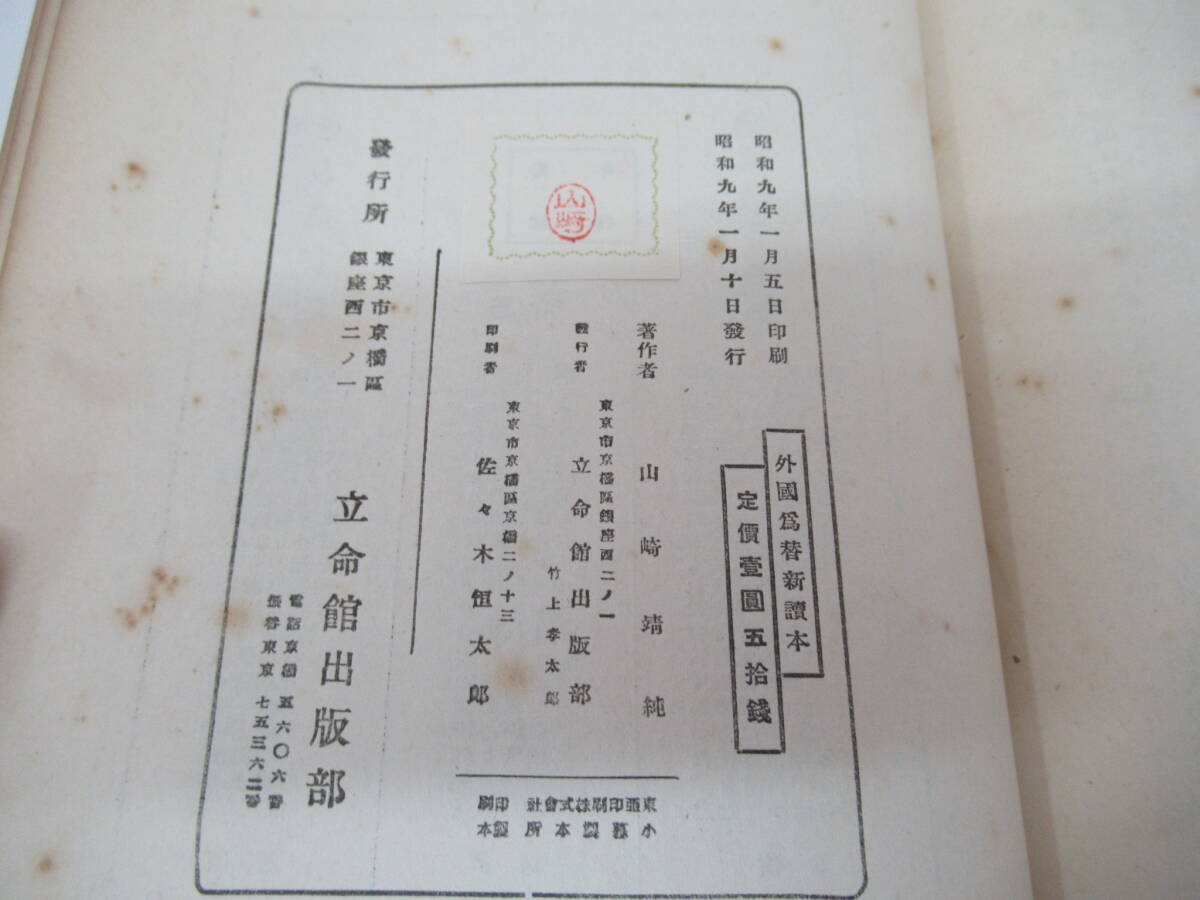 昭和九年一月五日印刷
昭和九年一月十日發行
外國爲替新讀本
定價壹圓五拾錢
山崎
著作者 山崎靖純
東京市京橋區銀座西二ノ一
發行者 立命館出版部
竹上孝太郎
東京市京橋區京橋二ノ十三
印刷者 佐々木恒太郎
東亞印刷株式會社印刷
小暮製本所製本
發行所
東京市京橋區
銀座西二ノ一
立命館出版部
電話京橋五六〇六番
振替東京七五三六二番